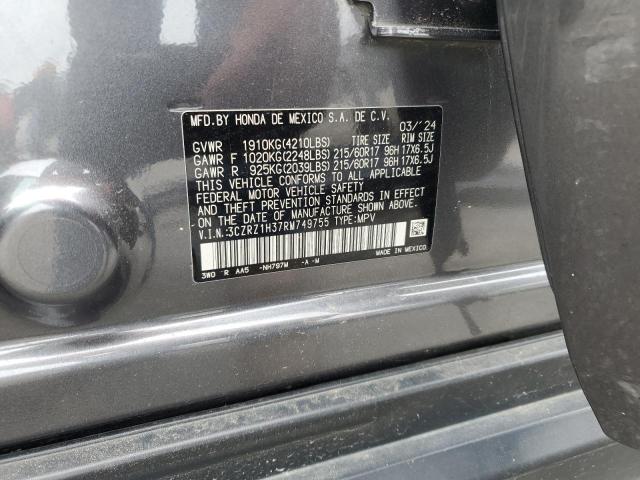 MFD.BY HONDA DE MEXICO S.A. DE C.V.
03/'24
GVWR 1910KG(4210LBS) TIRE SIZE RIM SIZE
GAWR F 1020KG(2248LBS) 215/60R17 96H 17X6.5J
GAWR R 925KG(2039LBS) 215/60R17 96H 17X6.5J
THIS VEHICLE CONFORMS TO ALL APPLICABLE
FEDERAL MOTOR VEHICLE SAFETY
AND THEFT PREVENTION STANDARDS IN EFFECT ON
THE DATE OF MANUFACTURE SHOWN ABOVE.
V.I.N.:3CZRZ1H37RM749755 TYPE:MPV
3W0 R AA5 -NH797M -A-M
MADE IN MEXICO